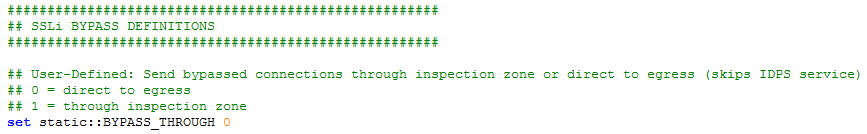 ######################################################
## SSLi BYPASS DEFINITIONS
######################################################
## User-Defined: Send bypassed connections through inspection zone or direct to egress (skips IDPS service)
## 0 = direct to egress
## 1 = through inspection zone
set static::BYPASS_THROUGH 0